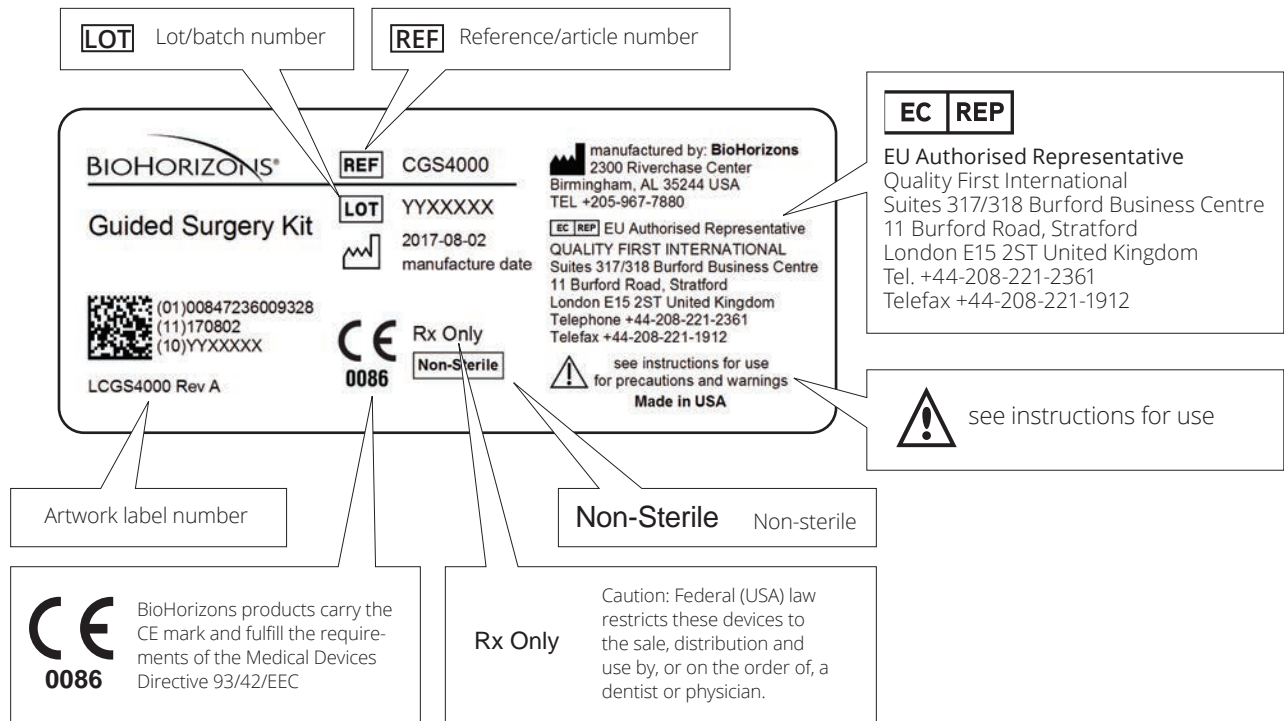 LOT Lot/batch number
REF Reference/article number
BIOHORIZONS®
Guided Surgery Kit
(01)00847236009328
(11)170802
(10)YYXXXXX
LCGS4000 Rev A
REF CGS4000
LOT YYXXXXX
2017-08-02
manufacture date
CE
0086
Rx Only
Non-Sterile
manufactured by: BioHorizons
2300 Riverchase Center
Birmingham, AL 35244 USA
TEL +205-967-7880
EC REP EU Authorised Representative
QUALITY FIRST INTERNATIONAL
Suites 317/318 Burford Business Centre
11 Burford Road, Stratford
London E15 2ST United Kingdom
Telephone +44-208-221-2361
Telefax +44-208-221-1912
see instructions for use
for precautions and warnings
Made in USA
EC REP
EU Authorised Representative
Quality First International
Suites 317/318 Burford Business Centre
11 Burford Road, Stratford
London E15 2ST United Kingdom
Tel. +44-208-221-2361
Telefax +44-208-221-1912
see instructions for use
Artwork label number
Non-Sterile Non-sterile
CE
0086
BioHorizons products carry the
CE mark and fulfill the require-
ments of the Medical Devices
Directive 93/42/EEC
Rx Only
Caution: Federal (USA) law
restricts these devices to
the sale, distribution and
use by, or on the order of, a
dentist or physician.